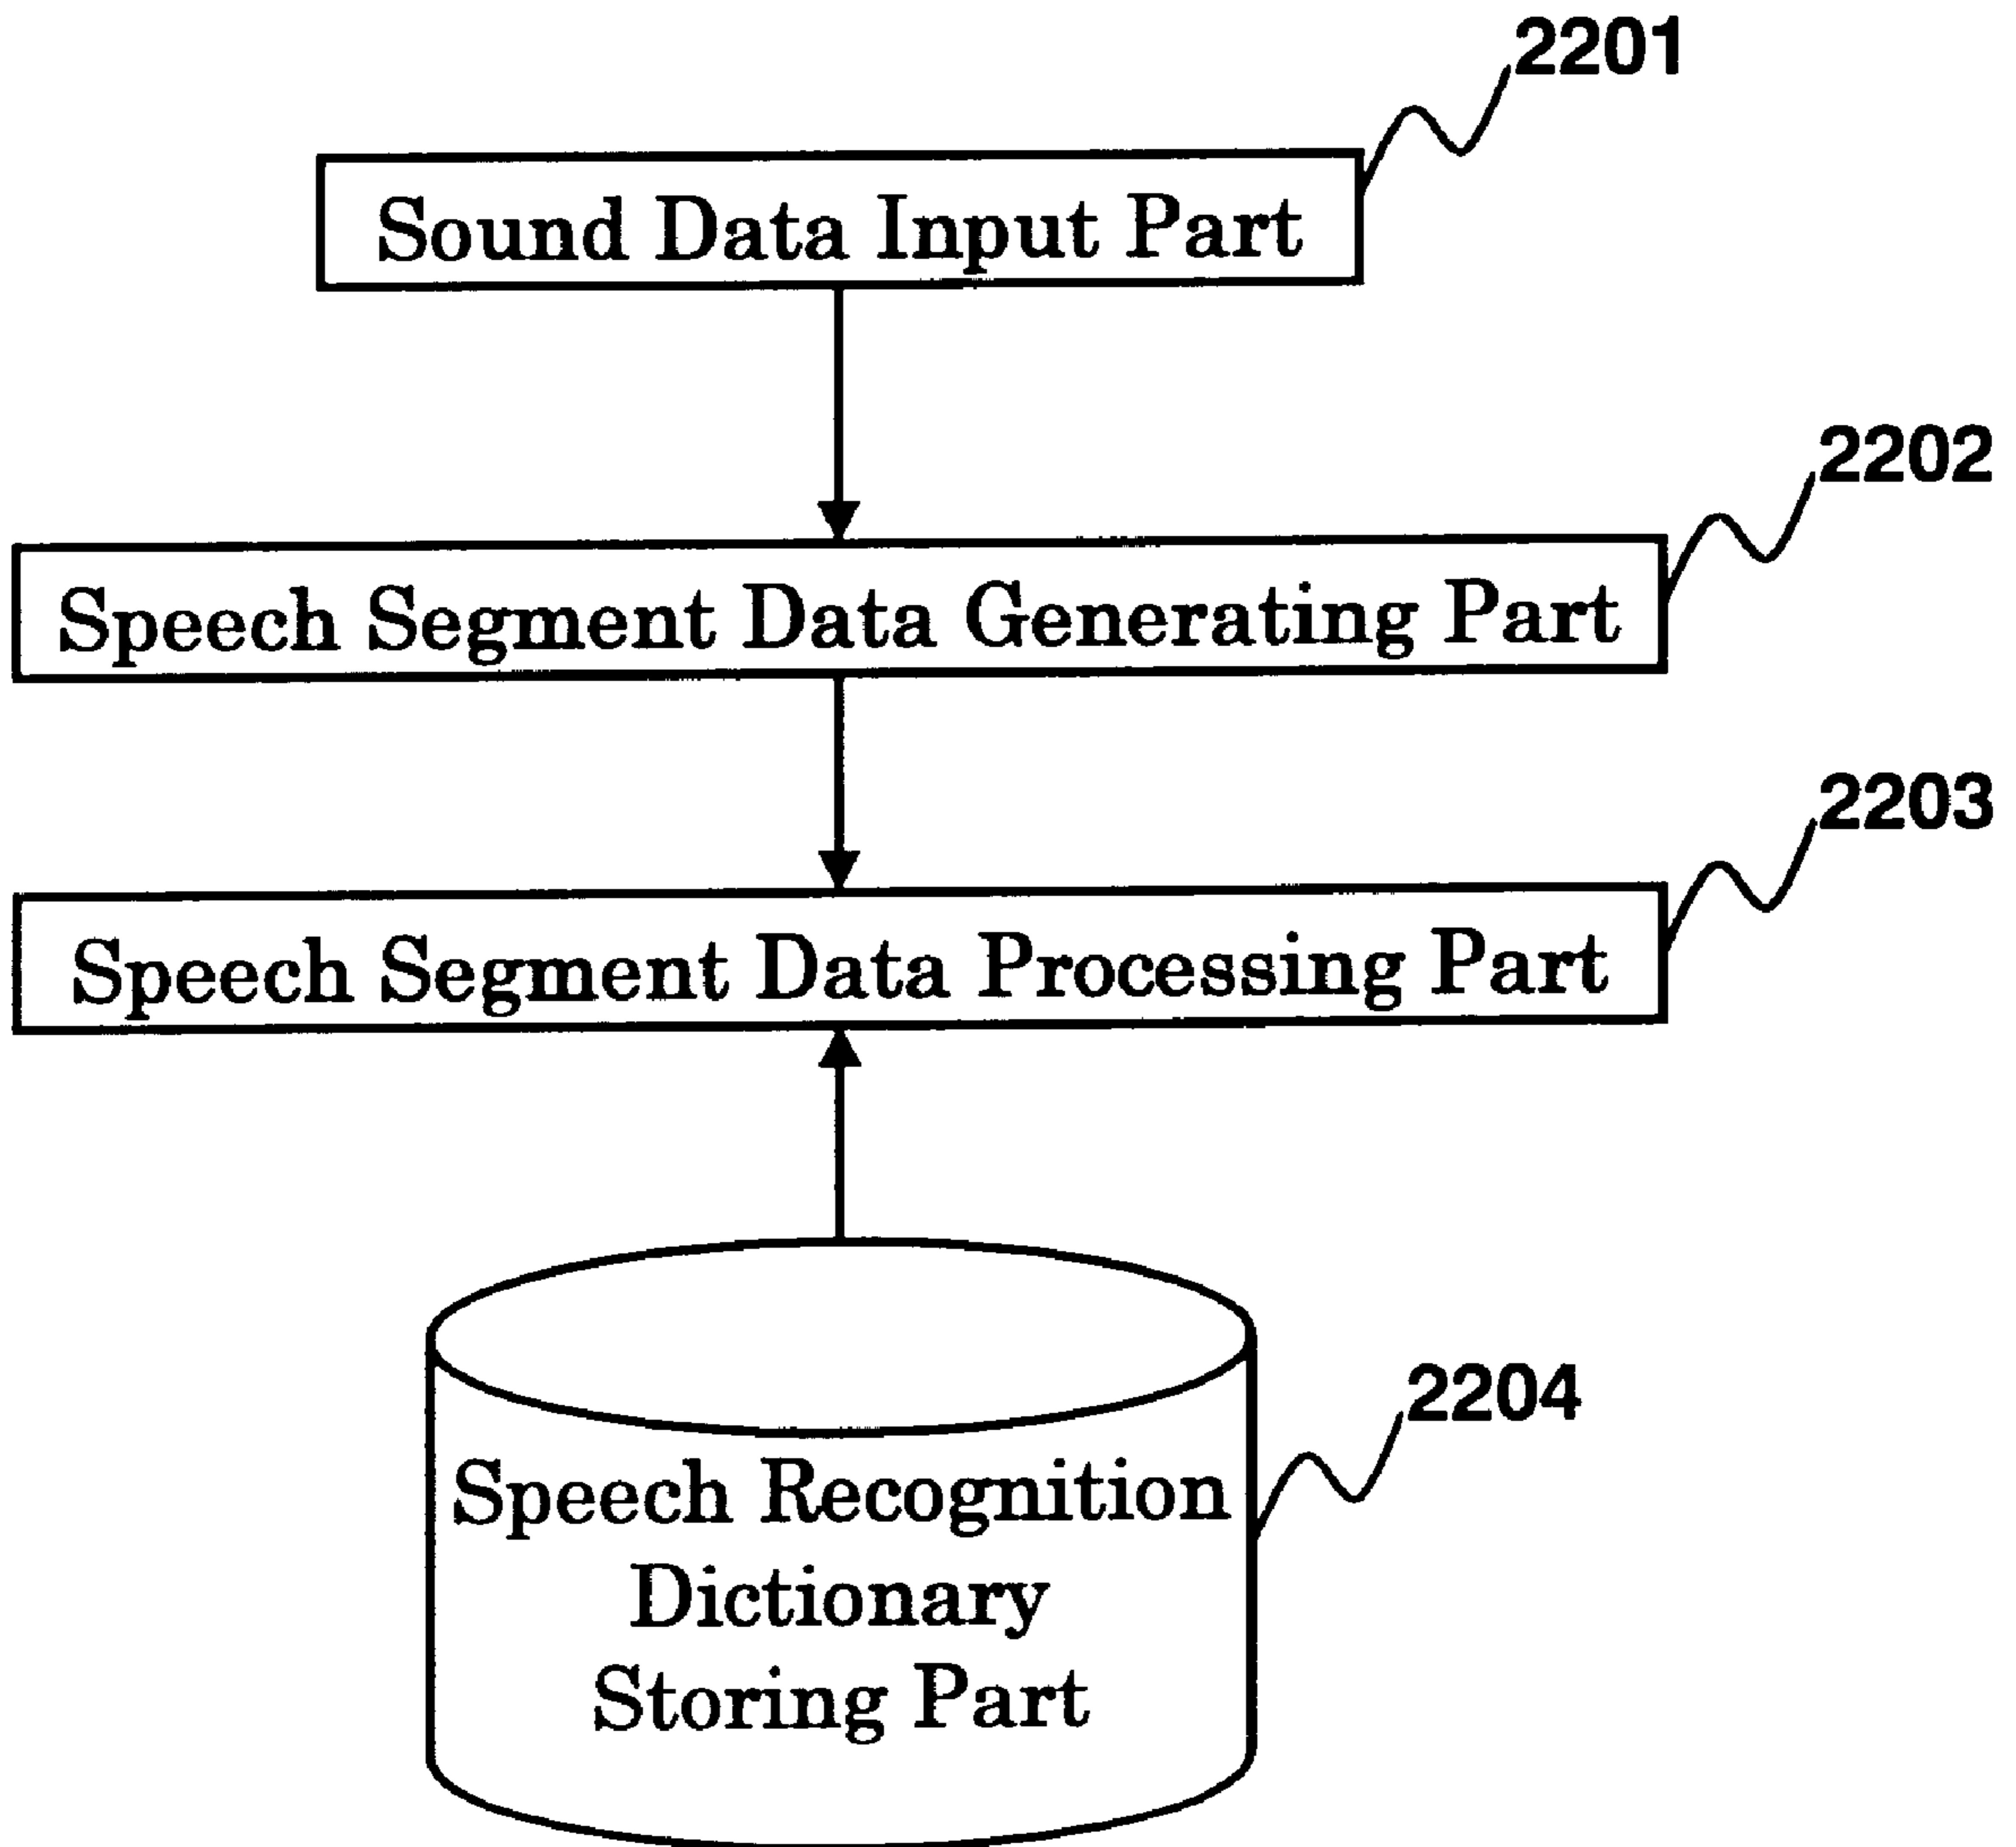 2201
Sound Data Input Part
2202
Speech Segment Data Generating Part
2203
Speech Segment Data Processing Part
2204
Speech Recognition
Dictionary
Storing Part